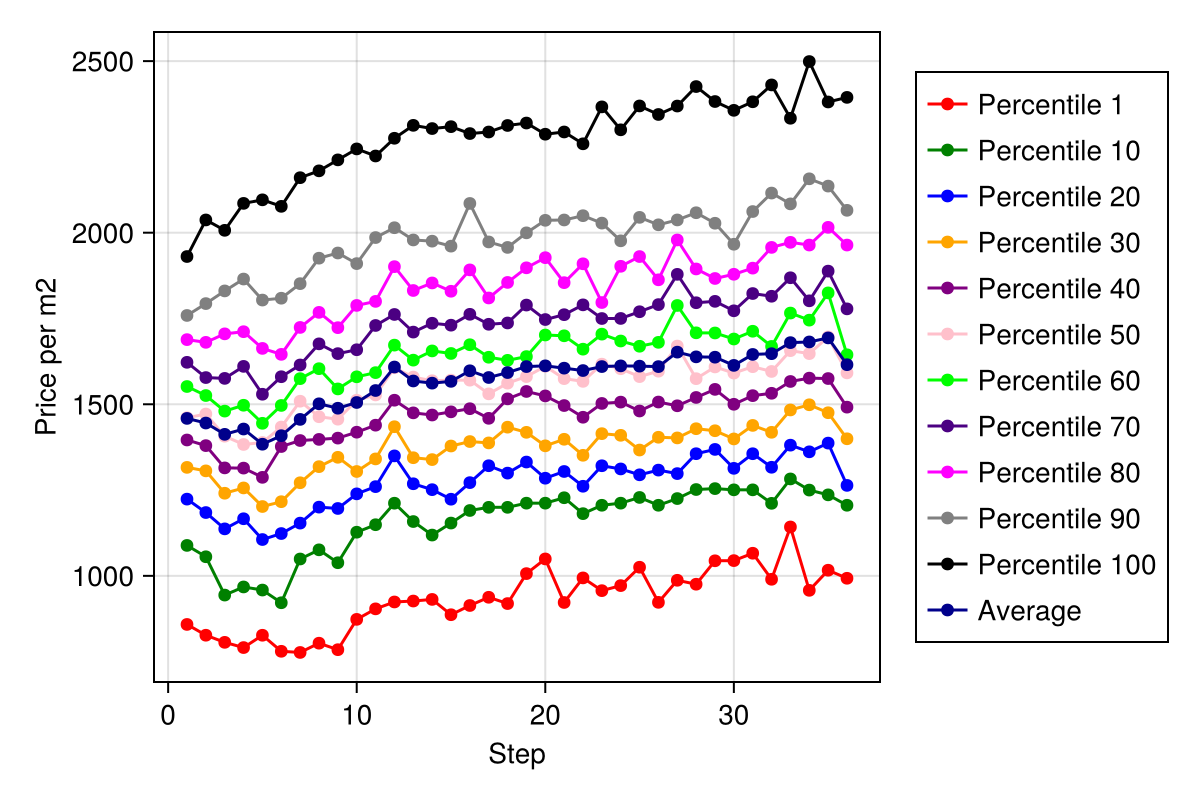 2500
2000
1500
1000
Price per m2
0 10 20 30
Step
Percentile 1
Percentile 10
Percentile 20
Percentile 30
Percentile 40
Percentile 50
Percentile 60
Percentile 70
Percentile 80
Percentile 90
Percentile 100
Average